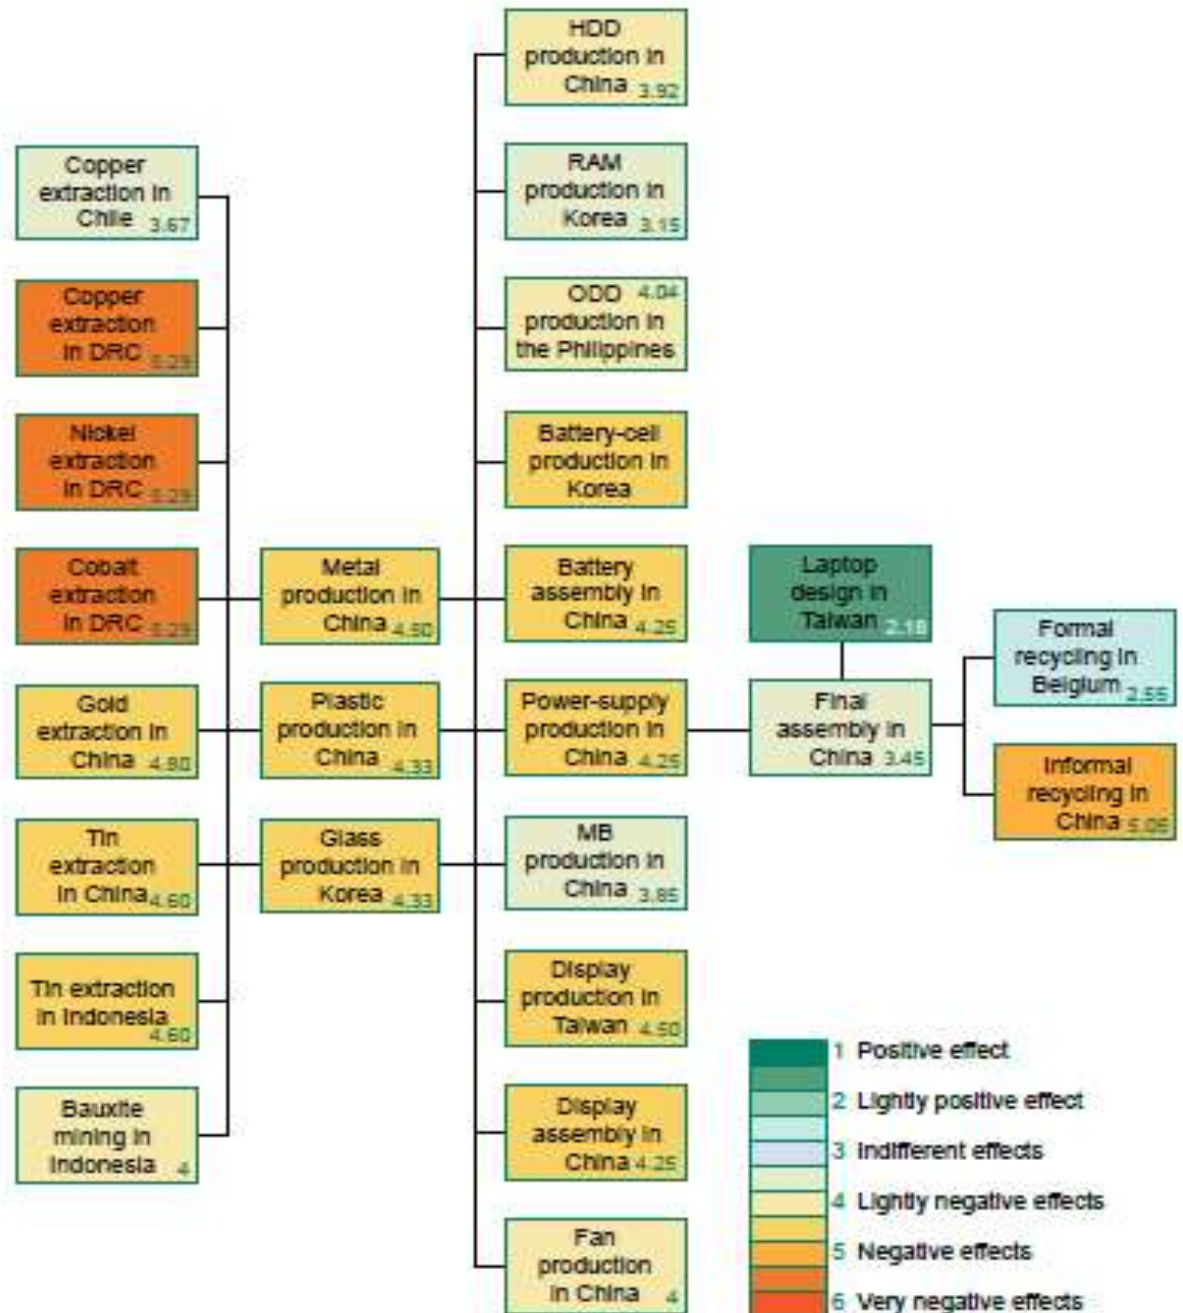 HDD
production in
China 3.92
Copper
extraction in
Chile 3.67
RAM
production in
Korea 3.15
Copper
extraction
in DRC 5.29
ODD 4.04
production in
the Philippines
Nickel
extraction
in DRC 5.29
Battery-cell
production in
Korea
Cobalt
extraction
in DRC 5.29
Metal
production in
China 4.50
Battery
assembly in
China 4.25
Laptop
design in
Taiwan 2.18
Formal
recycling in
Belgium 2.55
Gold
extraction in
China 4.80
Plastic
production in
China 4.33
Power-supply
production in
China 4.25
Final
assembly in
China 3.45
Informal
recycling in
China 5.05
Tin
extraction
in China 4.60
Glass
production in
Korea 4.33
MB
production in
China 3.85
Tin extraction
in Indonesia
4.60
Display
production in
Taiwan 4.50
Bauxite
mining in
Indonesia 4
Display
assembly in
China 4.25
Fan
production
in China 4
1 Positive effect
2 Lightly positive effect
3 Indifferent effects
4 Lightly negative effects
5 Negative effects
6 Very negative effects